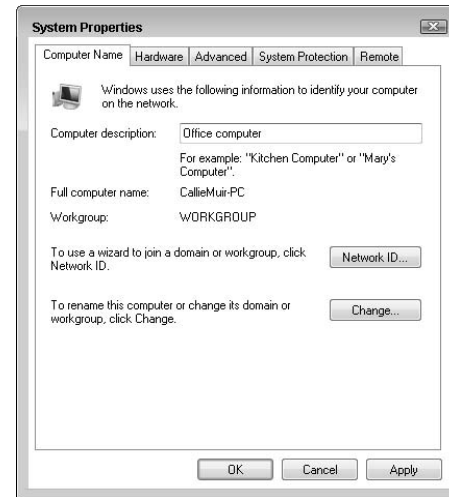 System Properties
Computer Name Hardware Advanced System Protection Remote
Windows uses the following information to identify your computer
on the network.
Computer description: Office computer
For example: "Kitchen Computer" or "Mary's
Computer".
Full computer name: CallieMuir-PC
Workgroup: WORKGROUP
To use a wizard to join a domain or workgroup, click
Network ID.
Network ID...
To rename this computer or change its domain or
workgroup, click Change.
Change...
OK Cancel Apply